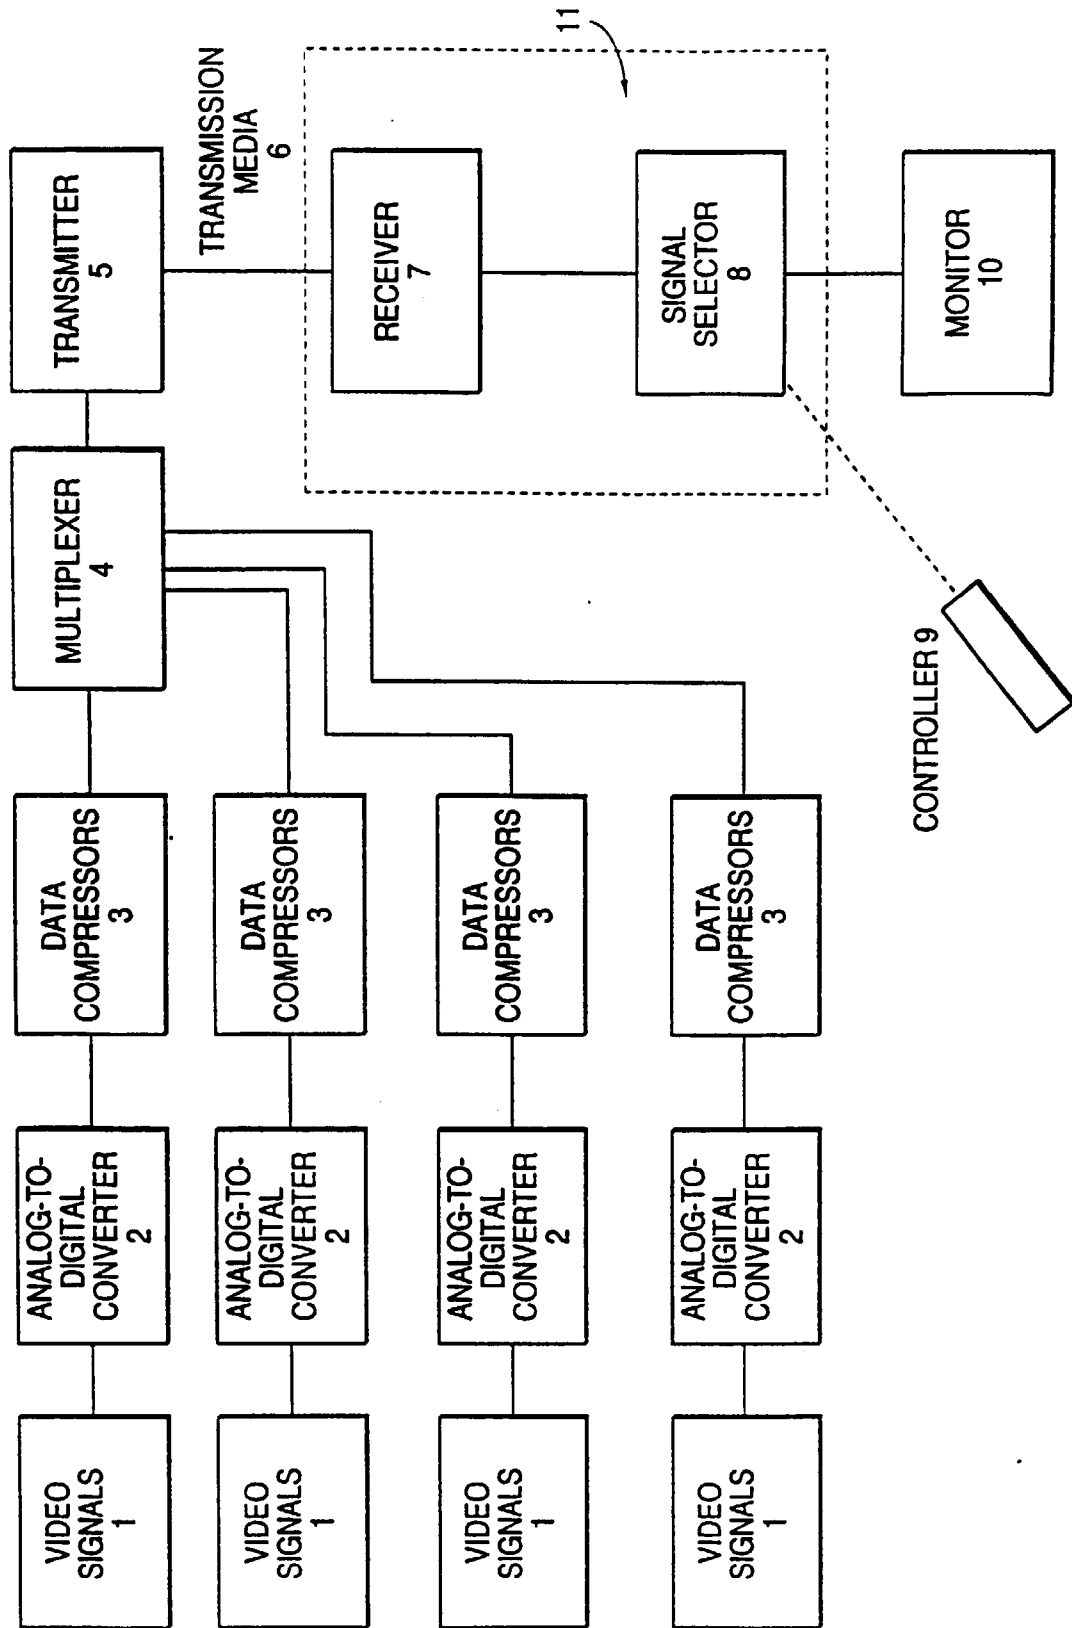 VIDEO
SIGNALS
1
ANALOG-TO-
DIGITAL
CONVERTER
2
DATA
COMPRESSORS
3
MULTIPLEXER
4
TRANSMITTER
5
VIDEO
SIGNALS
1
ANALOG-TO-
DIGITAL
CONVERTER
2
DATA
COMPRESSORS
3
TRANSMISSION
MEDIA
6
VIDEO
SIGNALS
1
ANALOG-TO-
DIGITAL
CONVERTER
2
DATA
COMPRESSORS
3
RECEIVER
7
11
VIDEO
SIGNALS
1
ANALOG-TO-
DIGITAL
CONVERTER
2
DATA
COMPRESSORS
3
SIGNAL
SELECTOR
8
CONTROLLER 9
MONITOR
10